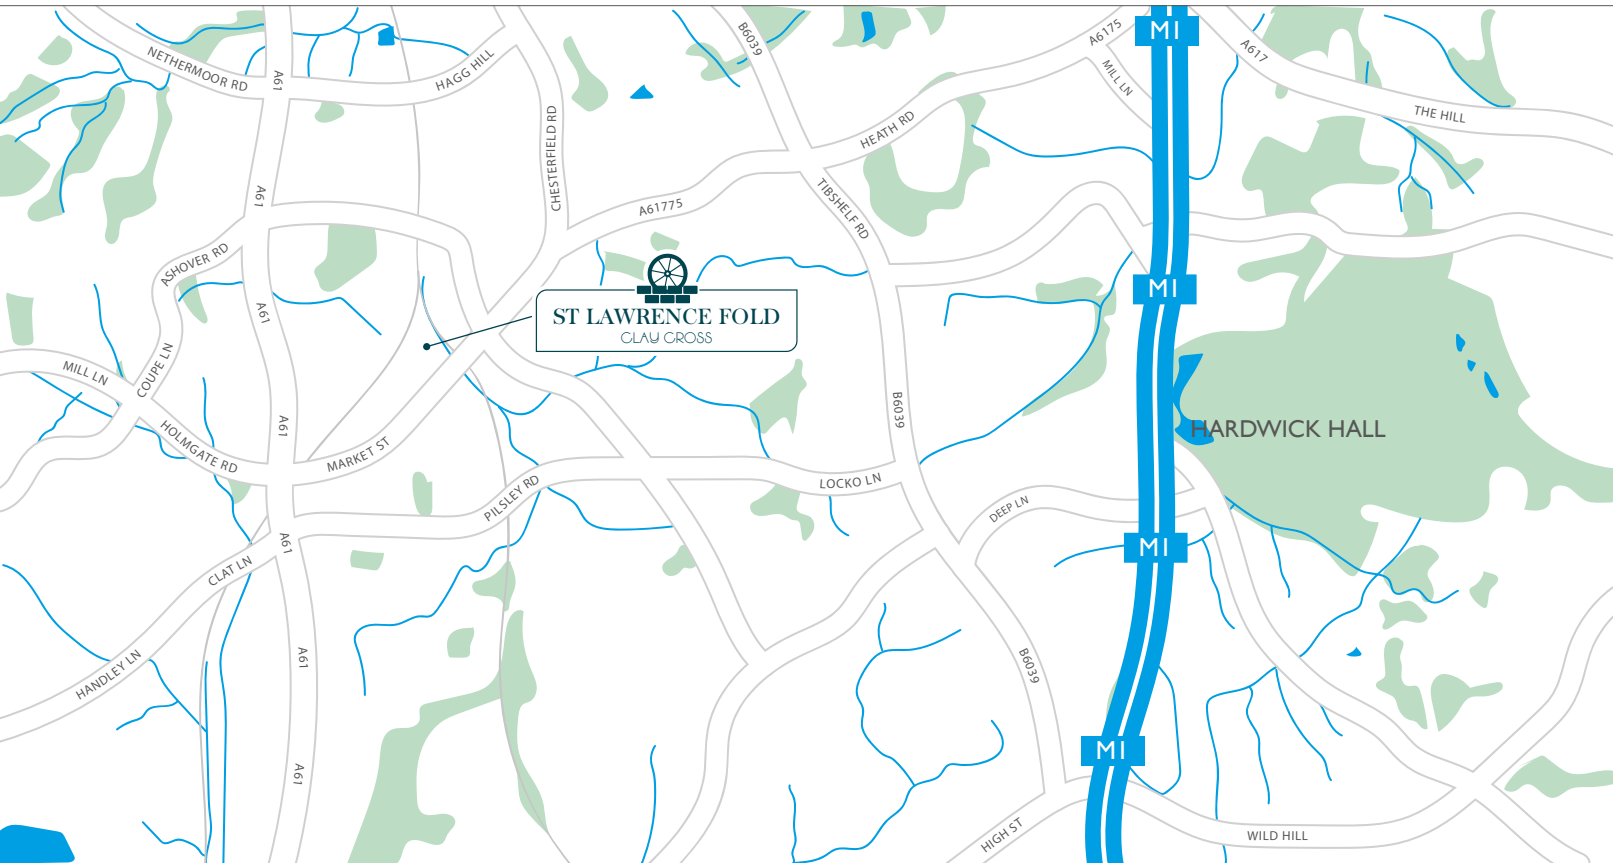 NETHERMOOR RD
A61
HAGG HILL
B6039
A6175
MI
A617
MILL LN
THE HILL
CHESTERFIELD RD
HEATH RD
A61
A61775
TIBSHELF RD
ASHOVER RD
A61
MI
ST LAWRENCE FOLD
CLAY CROSS
MILL LN
COUPE LN
A61
B6039
HARDWICK HALL
HOLMGATE RD
MARKET ST
PILSLEY RD
LOCKO LN
DEEP LN
A61
MI
CLAT LN
HANDLEY LN
A61
B6039
MI
A61
HIGH ST
WILD HILL